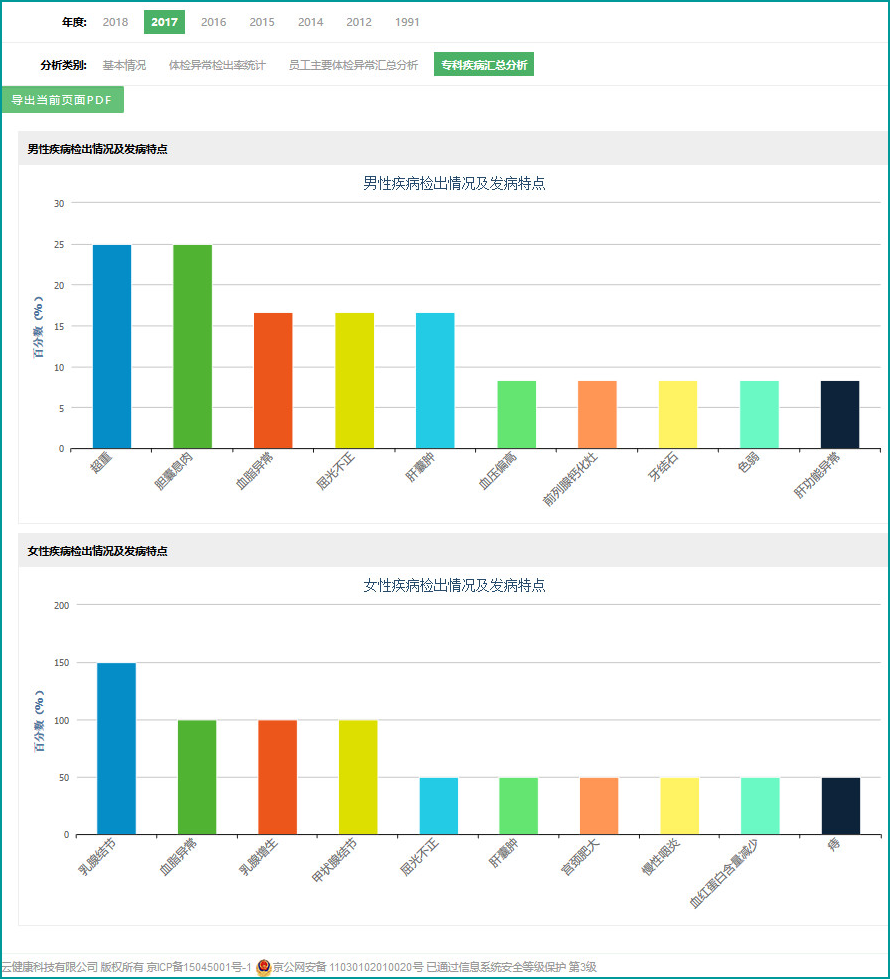 年度: 2018 2017 2016 2015 2014 2012 1991
分析类别: 基本情况 体检异常检出率统计 员工主要体检异常汇总分析 专科疾病汇总分析
导出当前页面PDF
男性疾病检出情况及发病特点
男性疾病检出情况及发病特点
百分数（%）
30
25
20
15
10
5
0
超重 胆囊息肉 血脂异常 屈光不正 肝囊肿 血压偏高 前列腺钙化灶 牙结石 色弱 肝功能异常
女性疾病检出情况及发病特点
女性疾病检出情况及发病特点
百分数（%）
200
150
100
50
0
乳腺结节 血脂异常 乳腺增生 甲状腺结节 屈光不正 肝囊肿 宫颈肥大 慢性咽炎 血红蛋白含量减少 痔
云健康科技有限公司 版权所有 京ICP备15045001号-1 京公网安备 11030102010020号 已通过信息系统安全等级保护 第3级